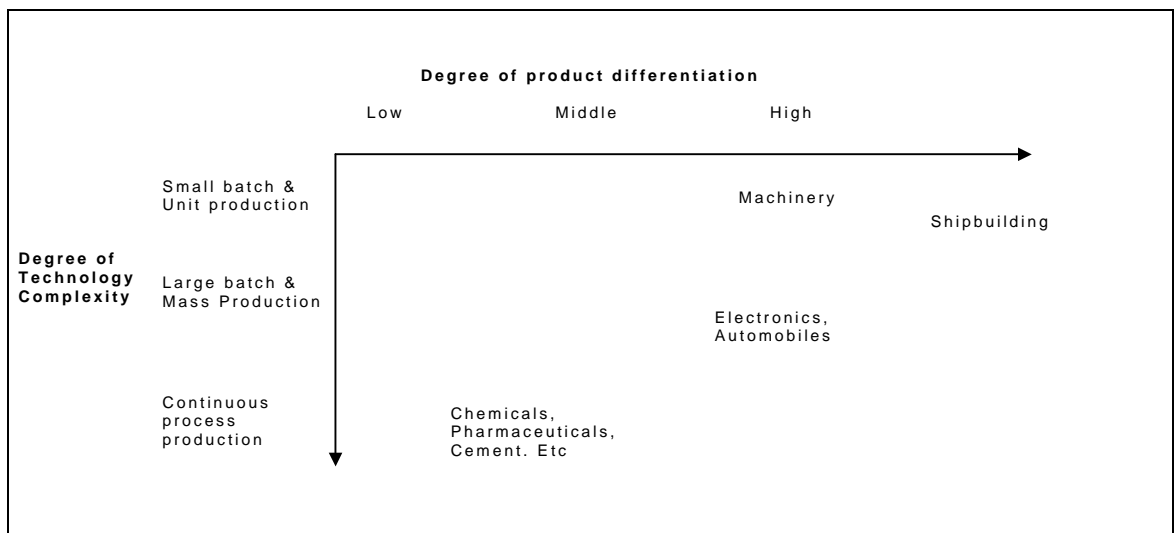 Degree of product differentiation
Low Middle High
Small batch &
Unit production
Machinery
Shipbuilding
Degree of
Technology
Complexity
Large batch &
Mass Production
Electronics,
Automobiles
Continuous
process
production
Chemicals,
Pharmaceuticals,
Cement. Etc